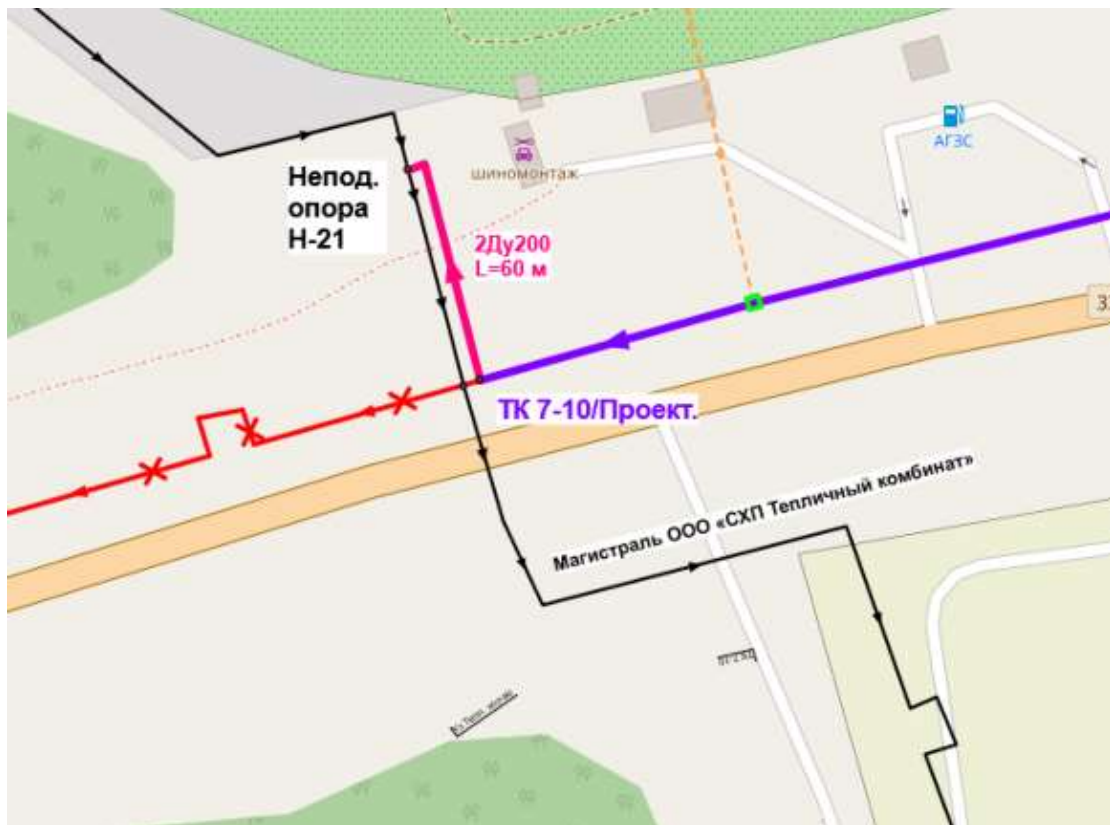 АГЗС
шиномонтаж
Непод.
опора
Н-21
2Ду200
L=60 м
ТК 7-10/Проект.
Магистраль ООО «СХП Тепличный комбинат»